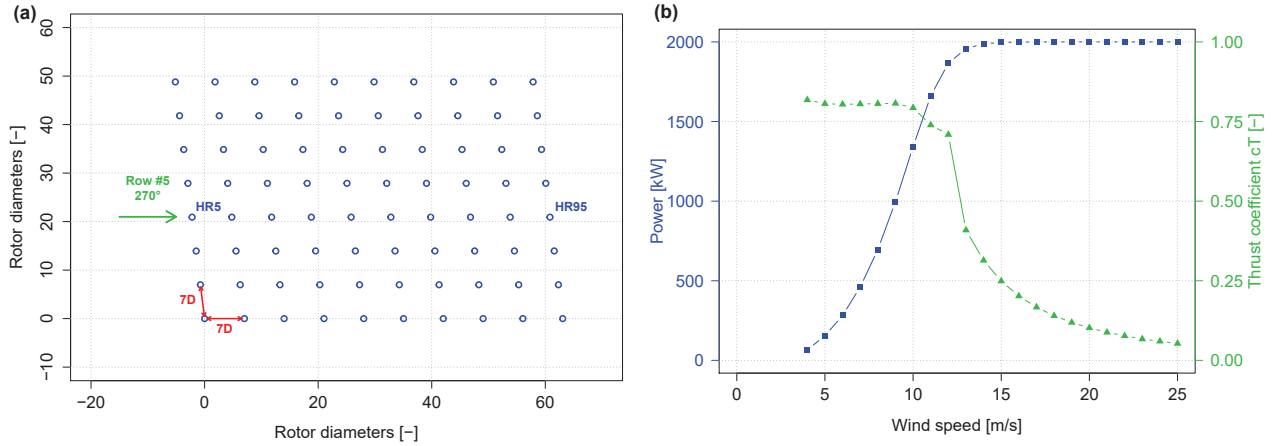 (a)
60
50
40
30
20
10
0
−10
Rotor diameters [−]
Row #5
270°
HR5
HR95
7D
7D
−20
0
20
40
60
Rotor diameters [−]
(b)
2000
1500
1000
500
0
Power [kW]
1.00
0.75
0.50
0.25
0.00
Thrust coefficient cT [−]
0
5
10
15
20
25
Wind speed [m/s]